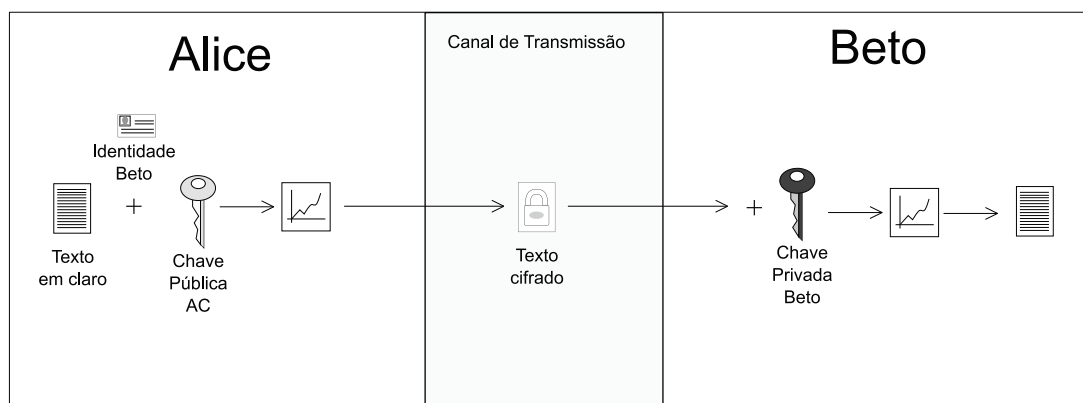 Alice
Canal de Transmissão
Beto
Identidade
Beto
+
Texto
em claro
Chave
Pública
AC
Texto
cifrado
+
Chave
Privada
Beto